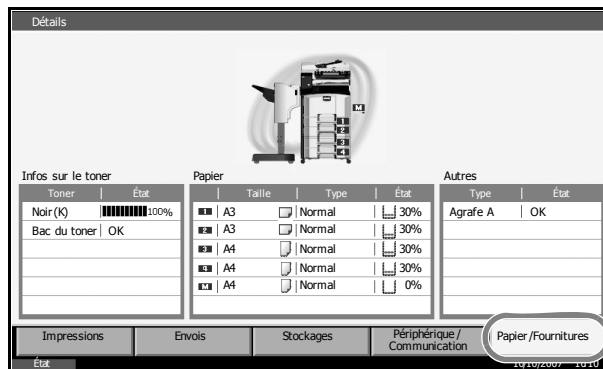 Détails
M
1
2
3
4
Infos sur le toner
Toner État
Noir (K) 100%
Bac du toner OK
Papier
Taille Type État
1 A3 Normal 30%
2 A3 Normal 30%
3 A4 Normal 30%
4 A4 Normal 30%
M A4 Normal 0%
Autres
Type État
Agrafe A OK
Impressions
Envois
Stockages
Périphérique /
Communication
Papier /Fournitures
État
10/10/2007 10:10